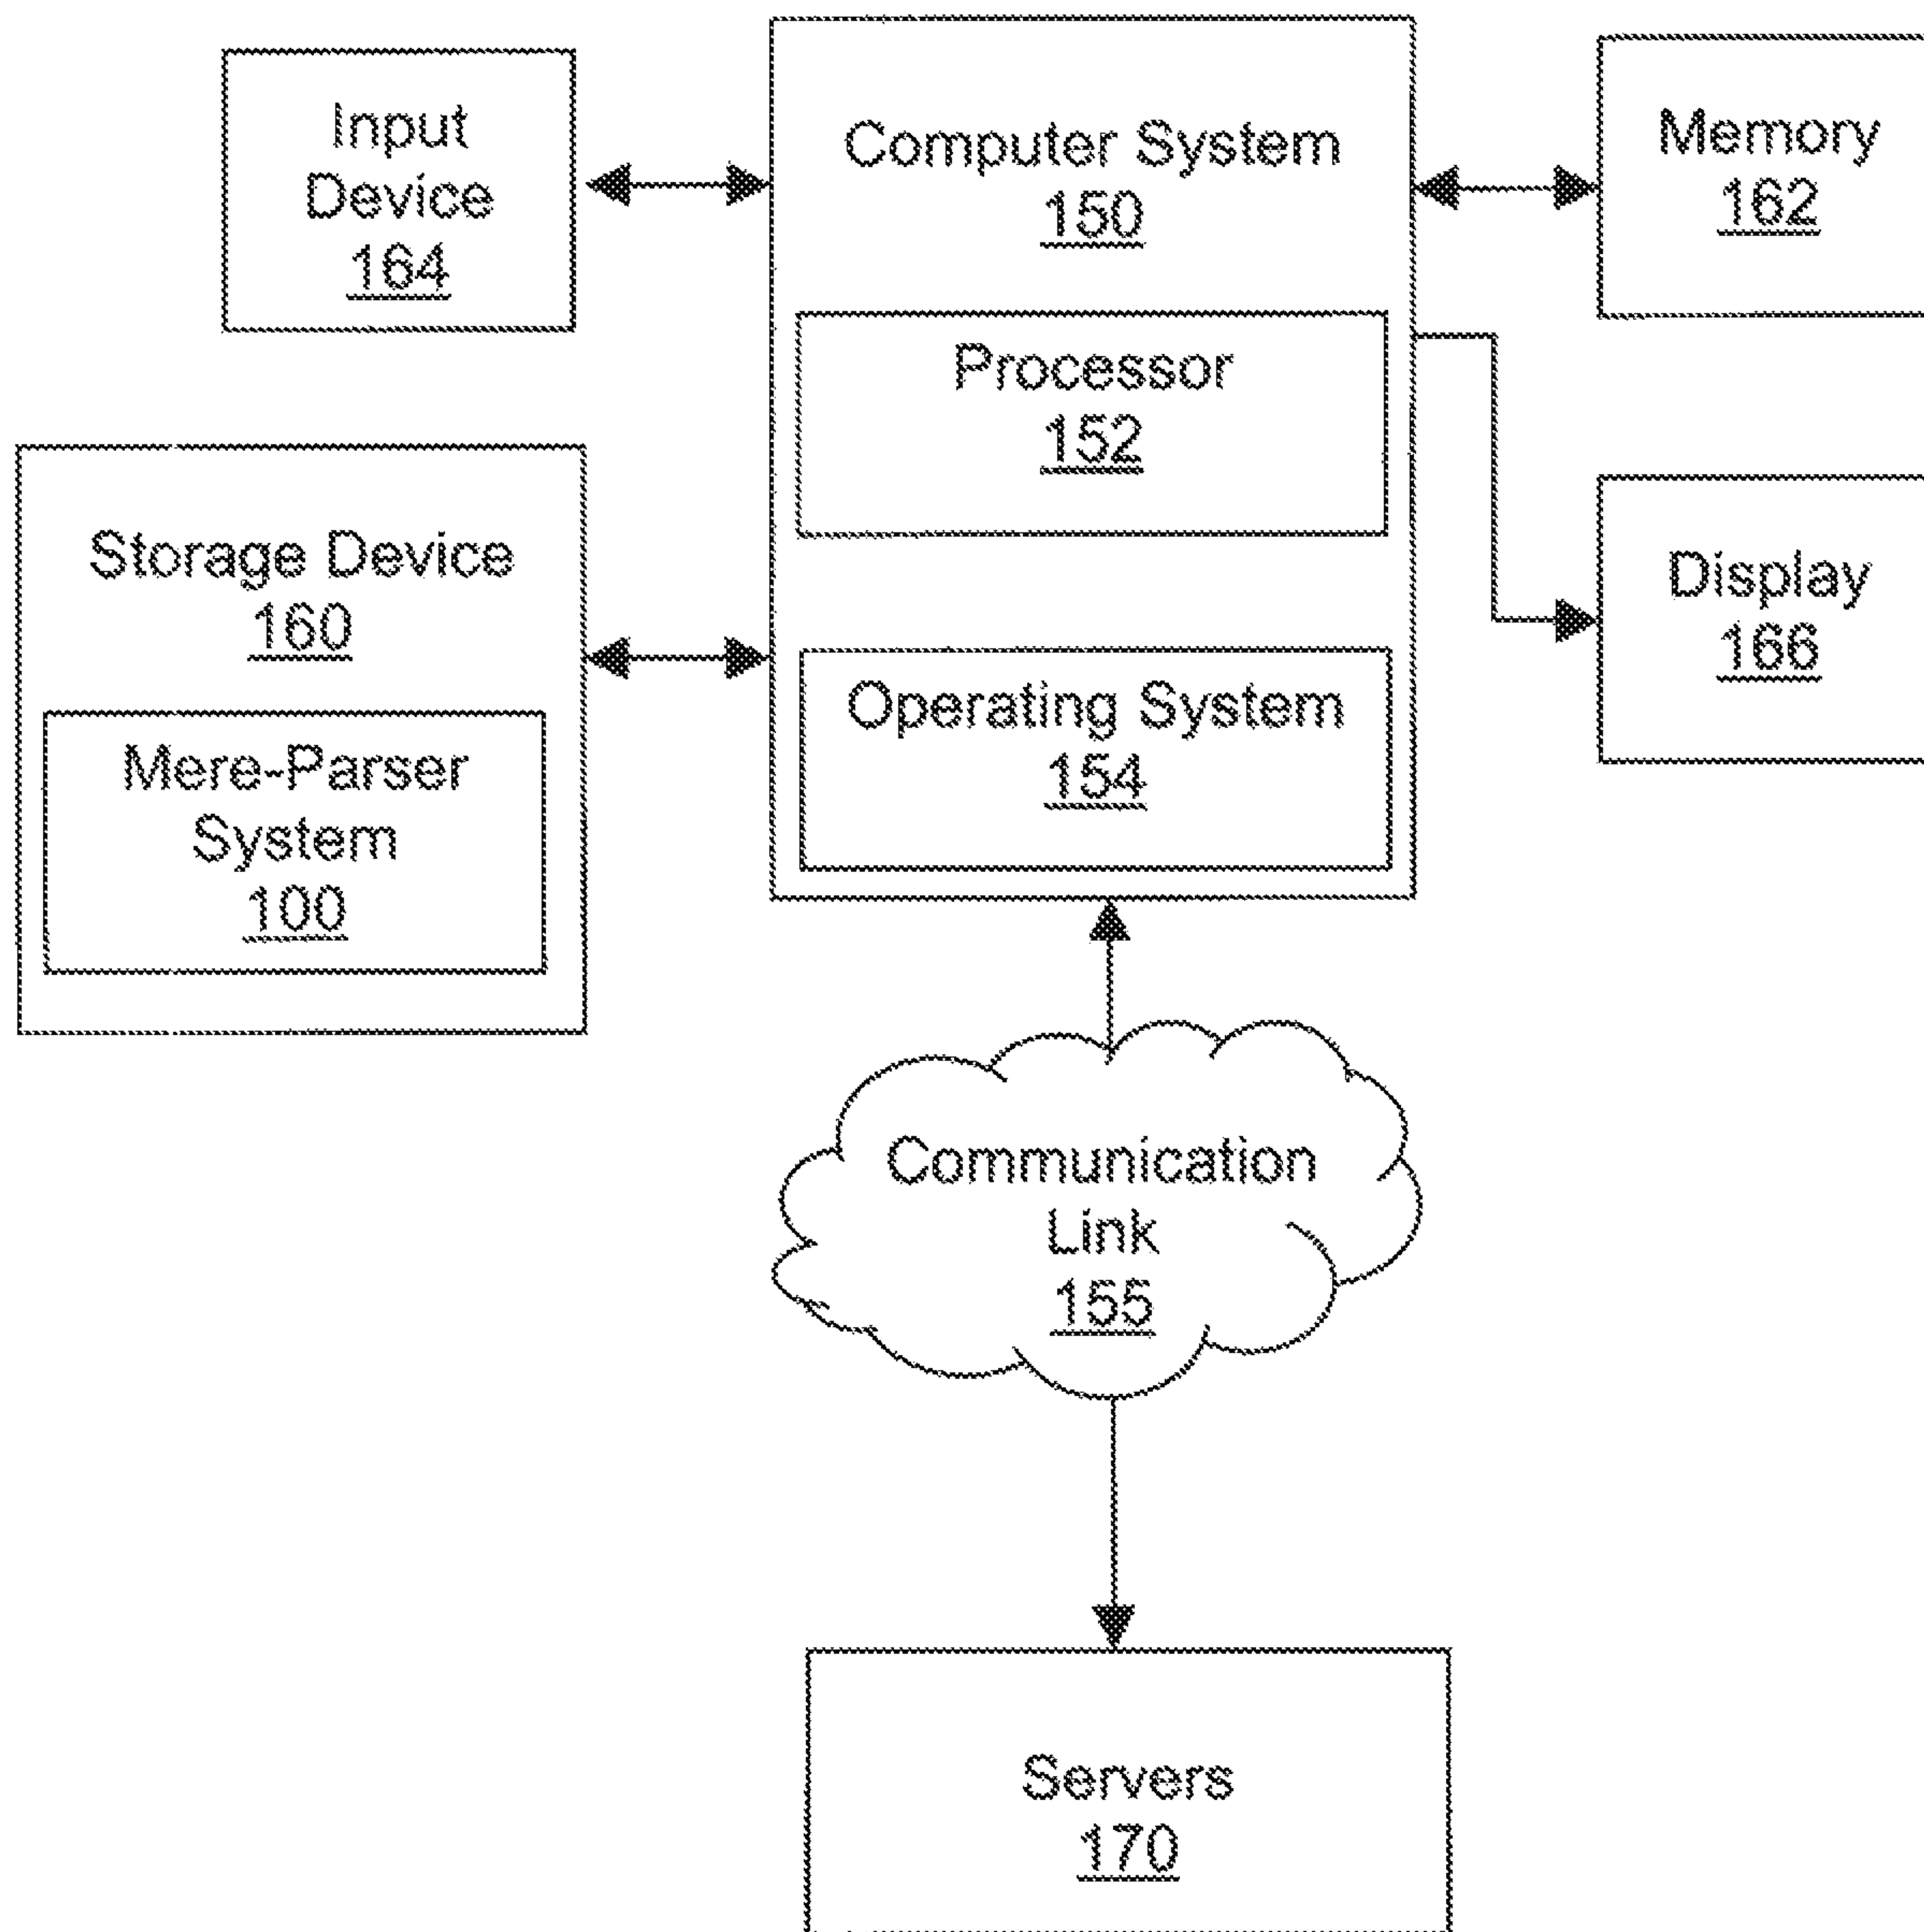 Input
Device
164
Computer System
150
Memory
162
Processor
152
Storage Device
160
Display
166
Operating System
154
Mere-Parser
System
100
Communication
Link
155
Servers
170